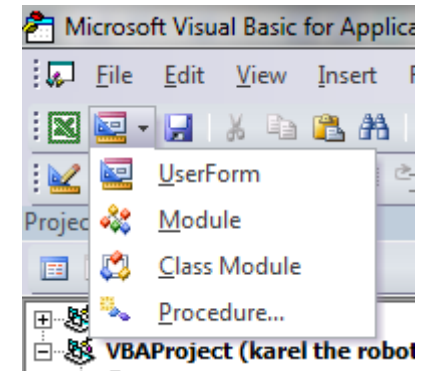 Microsoft Visual Basic for Applica
File Edit View Insert
UserForm
Module
Projec
Class Module
Procedure...
VBAProject (karel the robot